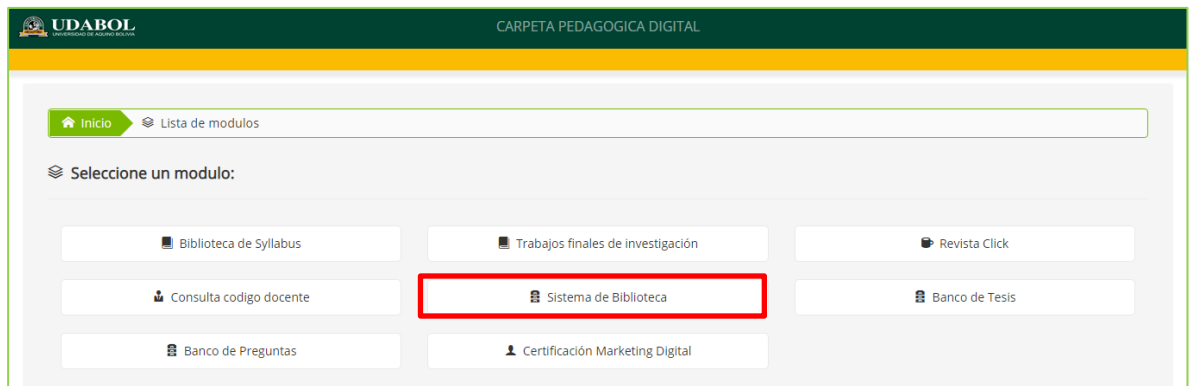 UDABOL
UNIVERSIDAD DE AQUINO BOLIVIA
CARPETA PEDAGOGICA DIGITAL
Inicio Lista de modulos
Seleccione un modulo:
Biblioteca de Syllabus Trabajos finales de investigación Revista Click
Consulta codigo docente Sistema de Biblioteca Banco de Tesis
Banco de Preguntas Certificación Marketing Digital